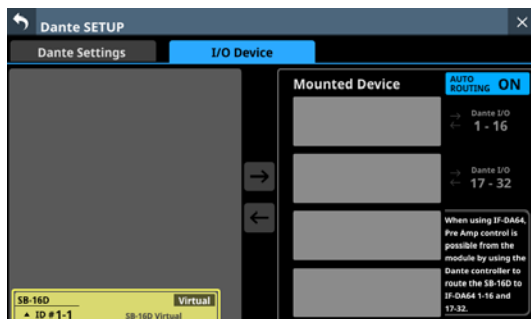 Dante SETUP
×
Dante Settings
I/O Device
Mounted Device
AUTO
ROUTING ON
Dante I/O
1 - 16
Dante I/O
17 - 32
When using IF-DA64,
Pre Amp control is
possible from the
module by using the
Dante controller to
route the SB-16D to
IF-DA64 1-16 and
17-32.
SB-16D
Virtual
▲ ID #1-1
SB-16D Virtual